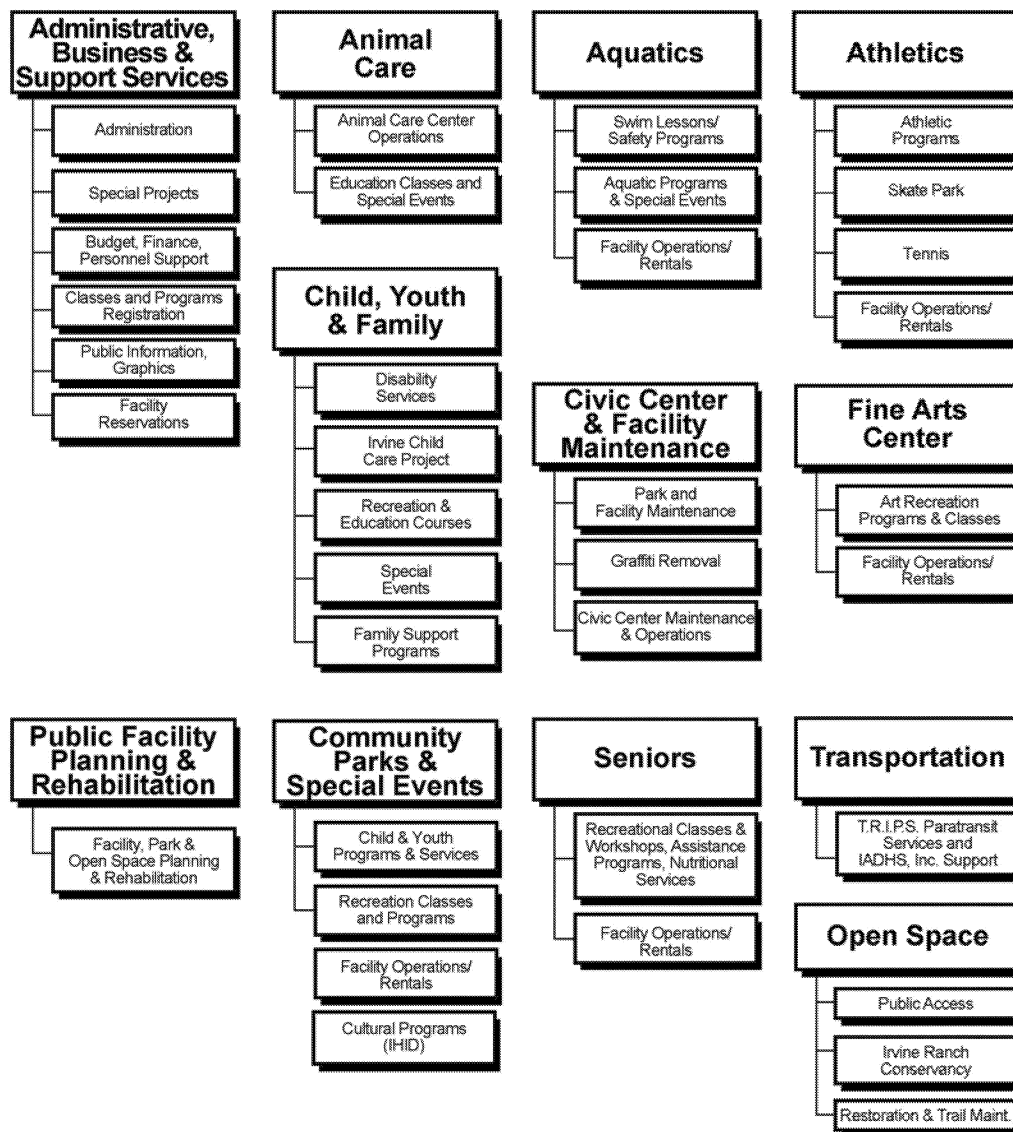 Administrative,
Business &
Support Services
Administration
Special Projects
Budget, Finance,
Personnel Support
Classes and Programs
Registration
Public Information,
Graphics
Facility
Reservations
Animal
Care
Animal Care Center
Operations
Education Classes and
Special Events
Child, Youth
& Family
Disability
Services
Irvine Child
Care Project
Recreation &
Education Courses
Special
Events
Family Support
Programs
Aquatics
Swim Lessons/
Safety Programs
Aquatic Programs
& Special Events
Facility Operations/
Rentals
Civic Center
& Facility
Maintenance
Park and
Facility Maintenance
Graffiti Removal
Civic Center Maintenance
& Operations
Athletics
Athletic
Programs
Skate Park
Tennis
Facility Operations/
Rentals
Fine Arts
Center
Art Recreation
Programs & Classes
Facility Operations/
Rentals
Public Facility
Planning &
Rehabilitation
Facility, Park &
Open Space Planning
& Rehabilitation
Community
Parks &
Special Events
Child & Youth
Programs & Services
Recreation Classes
and Programs
Facility Operations/
Rentals
Cultural Programs
(IHID)
Seniors
Recreational Classes &
Workshops, Assistance
Programs, Nutritional
Services
Facility Operations/
Rentals
Transportation
T.R.I.P.S. Paratransit
Services and
IADHS, Inc. Support
Open Space
Public Access
Irvine Ranch
Conservancy
Restoration & Trail Maint.